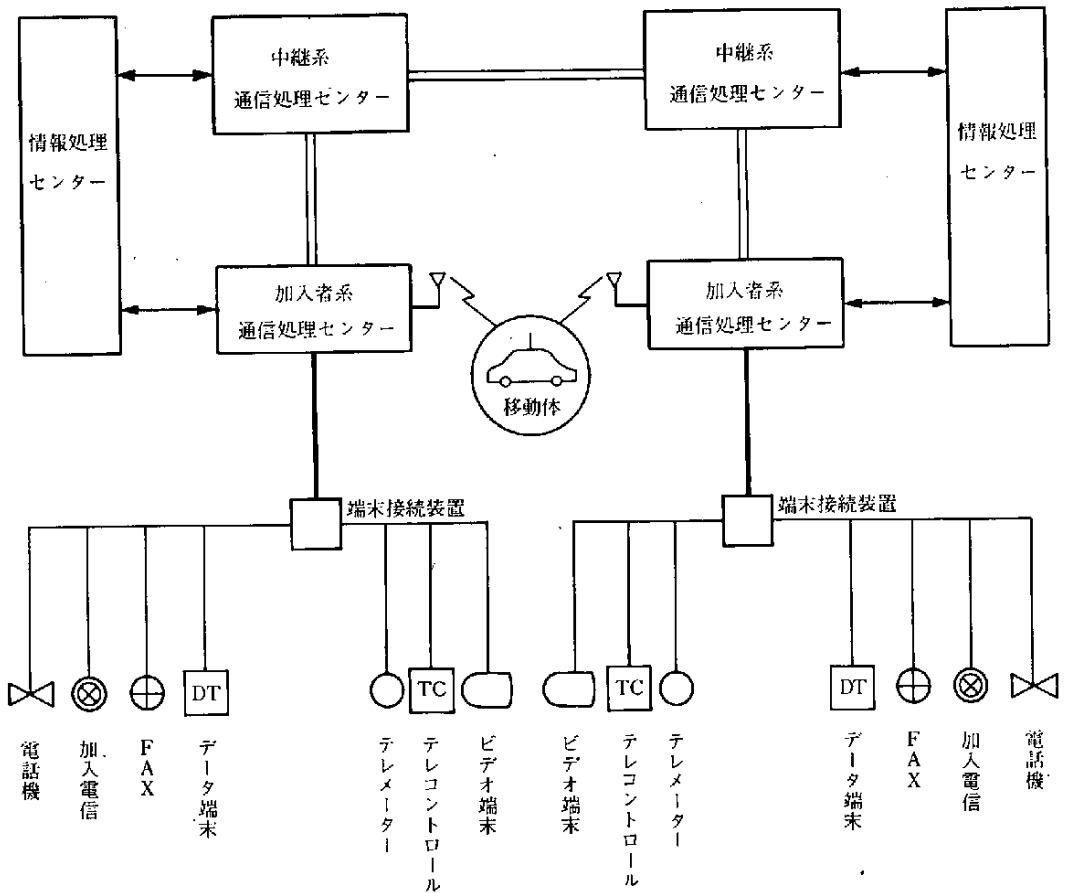 中継系
通信処理センター
中継系
通信処理センター
情報処理
センター
情報処理
センター
加入者系
通信処理センター
加入者系
通信処理センター
移動体
端末接続装置
端末接続装置
DT
TC
TC
DT
電話機
加入電信
FAX
データ端末
テレメーター
テレコントロール
ビデオ端末
ビデオ端末
テレコントロール
テレメーター
データ端末
FAX
加入電信
電話機